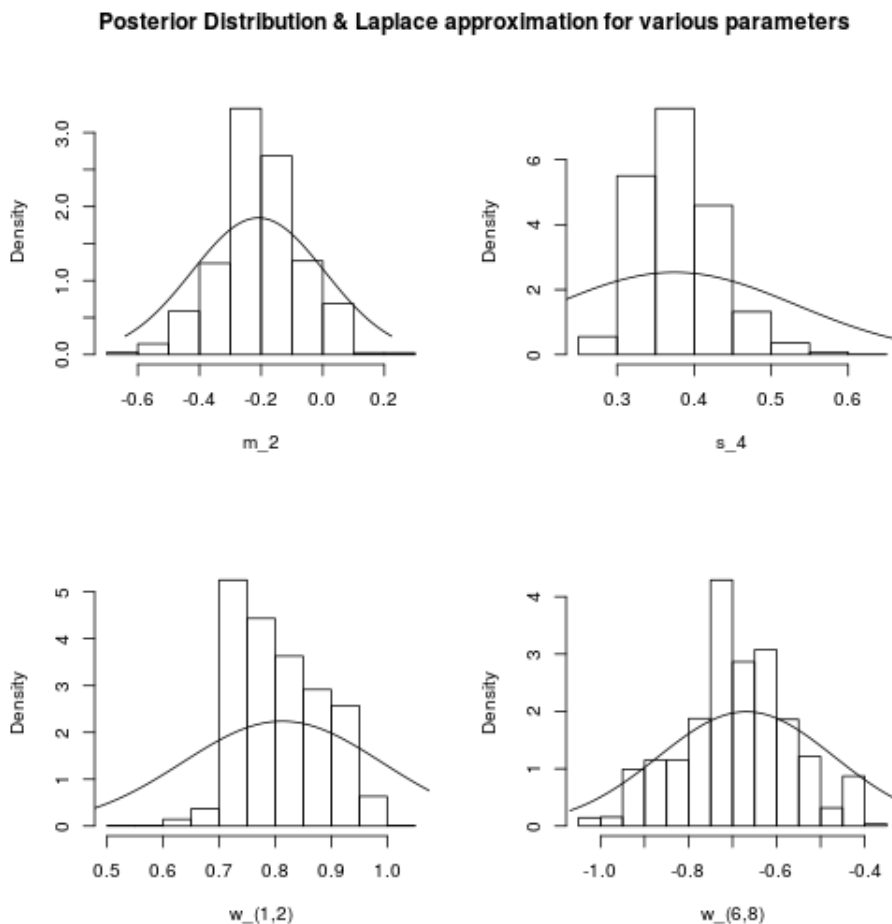 Posterior Distribution & Laplace approximation for various parameters
Density
0.0 1.0 2.0 3.0
-0.6 -0.4 -0.2 0.0 0.2
m_2
Density
0 2 4 6
0.3 0.4 0.5 0.6
s_4
Density
0 1 2 3 4 5
0.5 0.6 0.7 0.8 0.9 1.0
w_(1,2)
Density
0 1 2 3 4
-1.0 -0.8 -0.6 -0.4
w_(6,8)